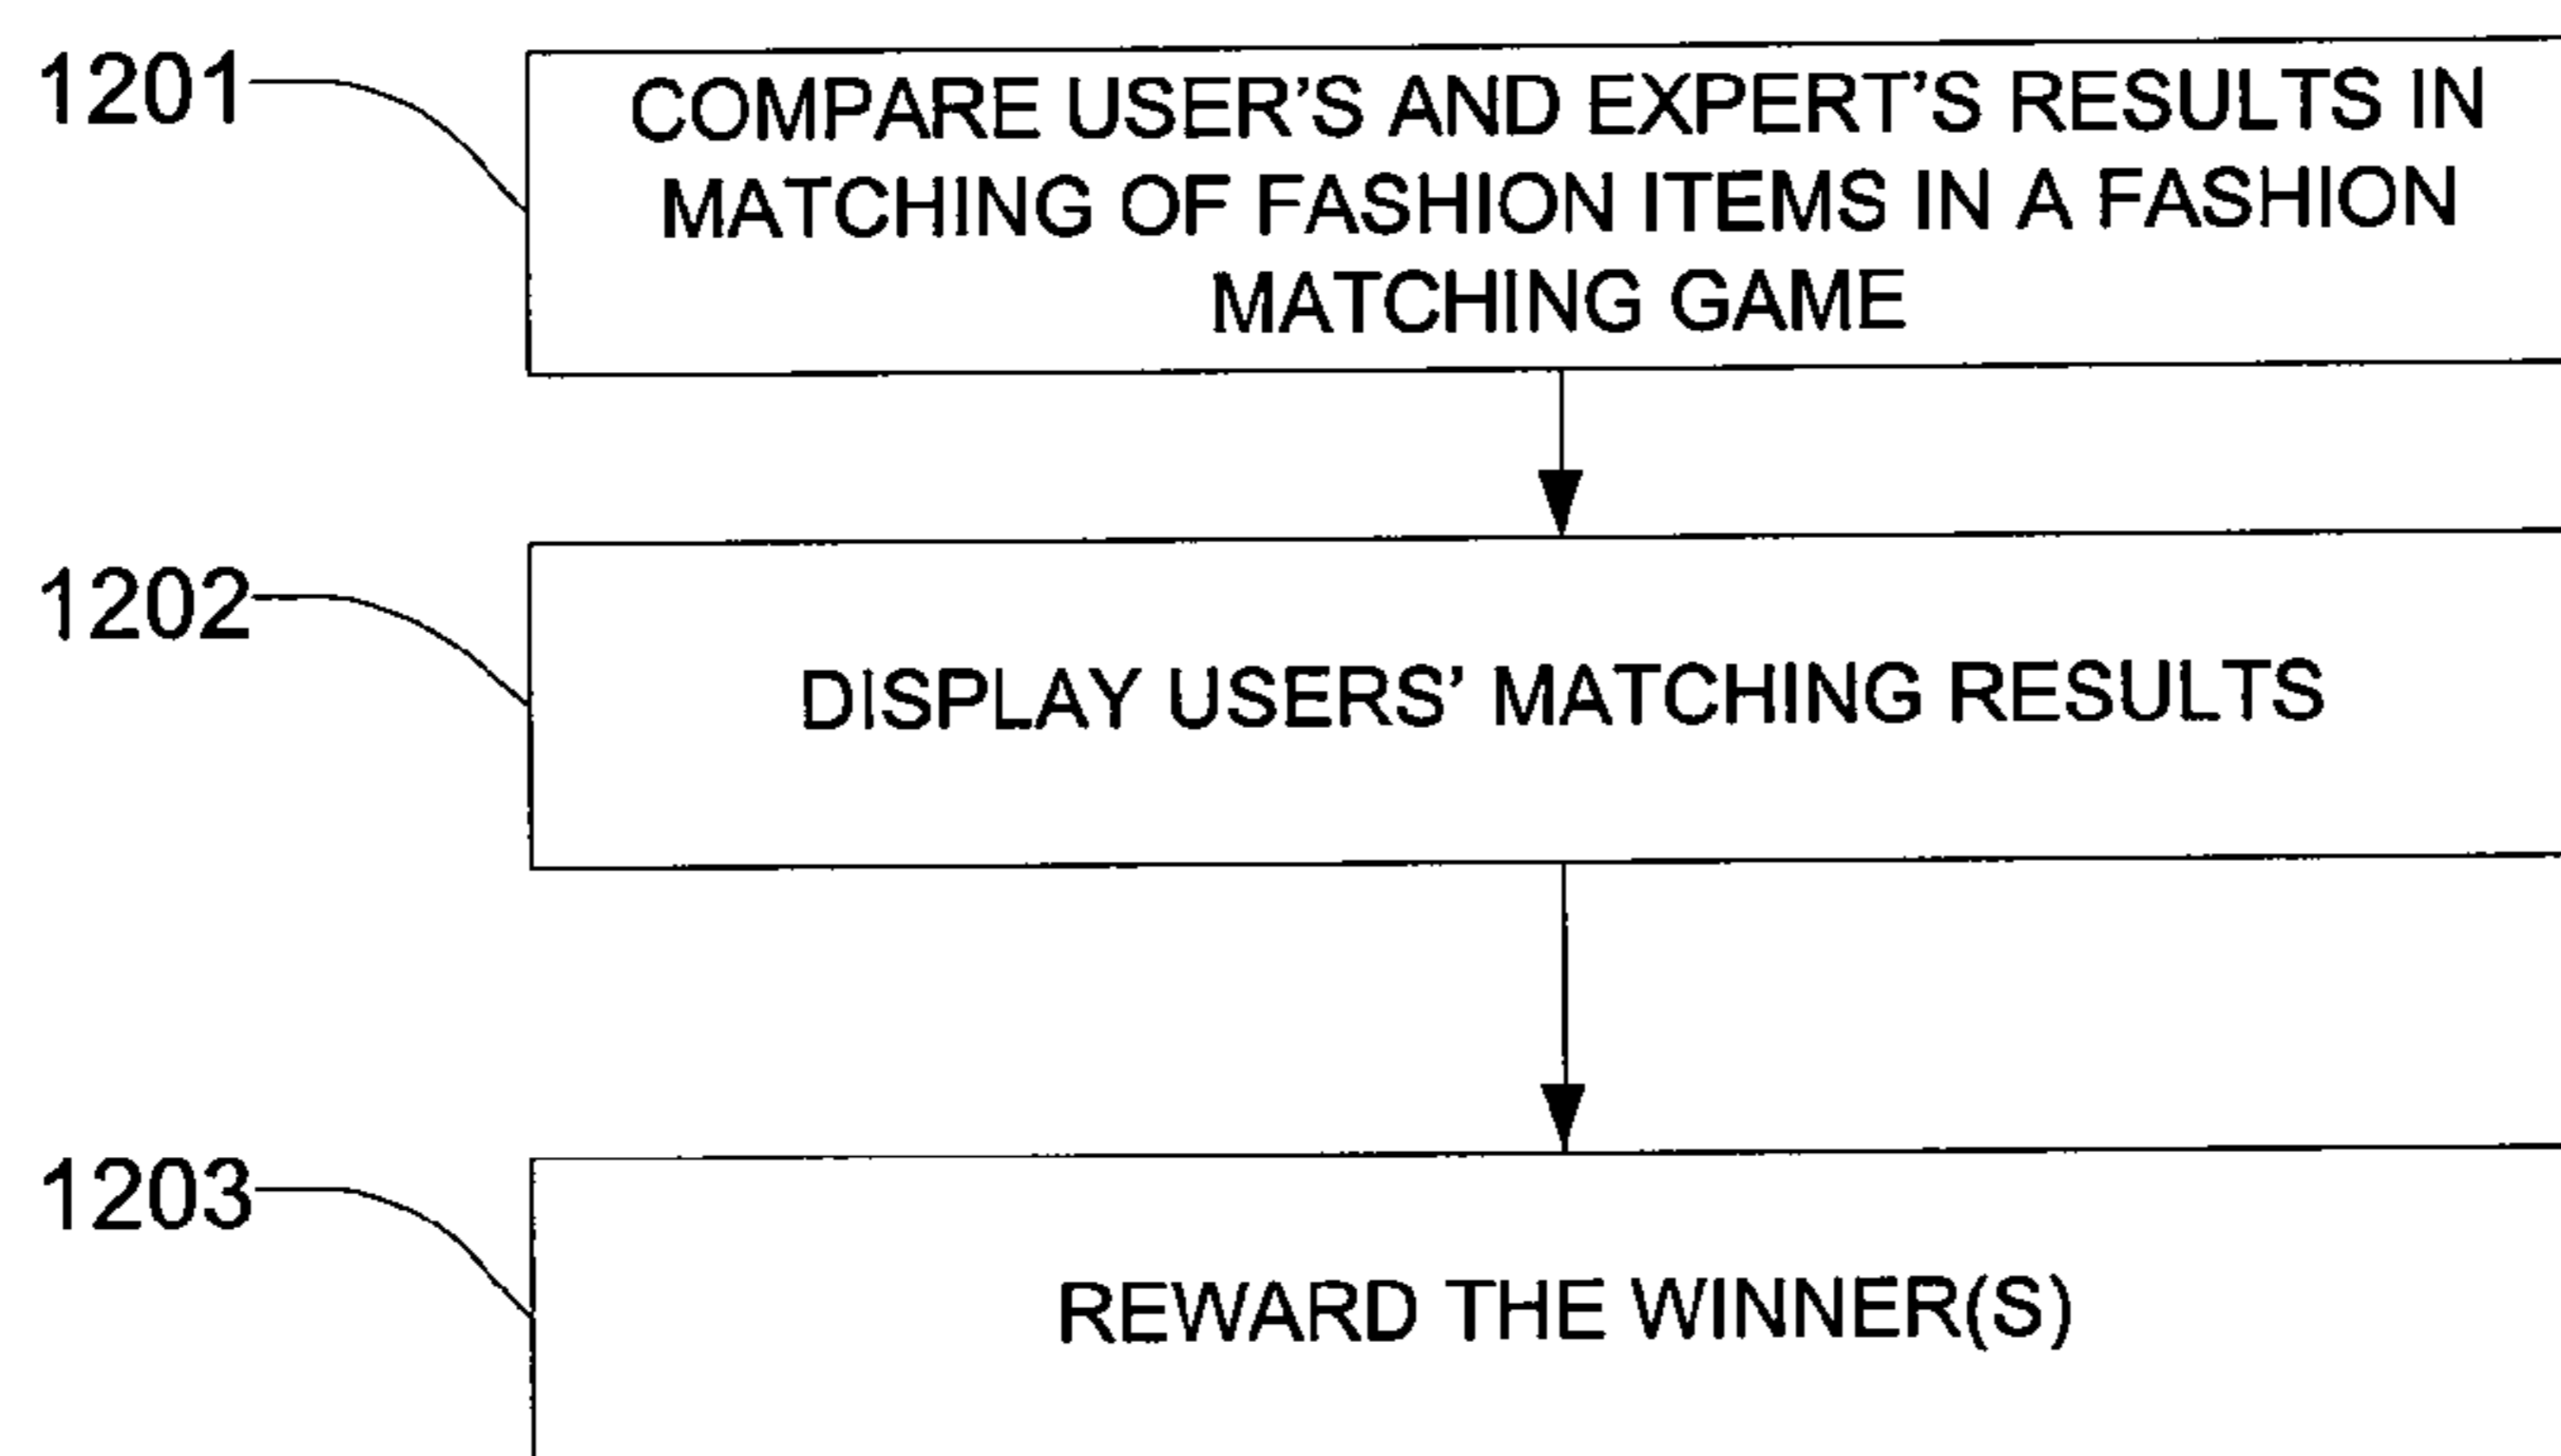 1201
COMPARE USER'S AND EXPERT'S RESULTS IN
MATCHING OF FASHION ITEMS IN A FASHION
MATCHING GAME
1202
DISPLAY USERS' MATCHING RESULTS
1203
REWARD THE WINNER(S)